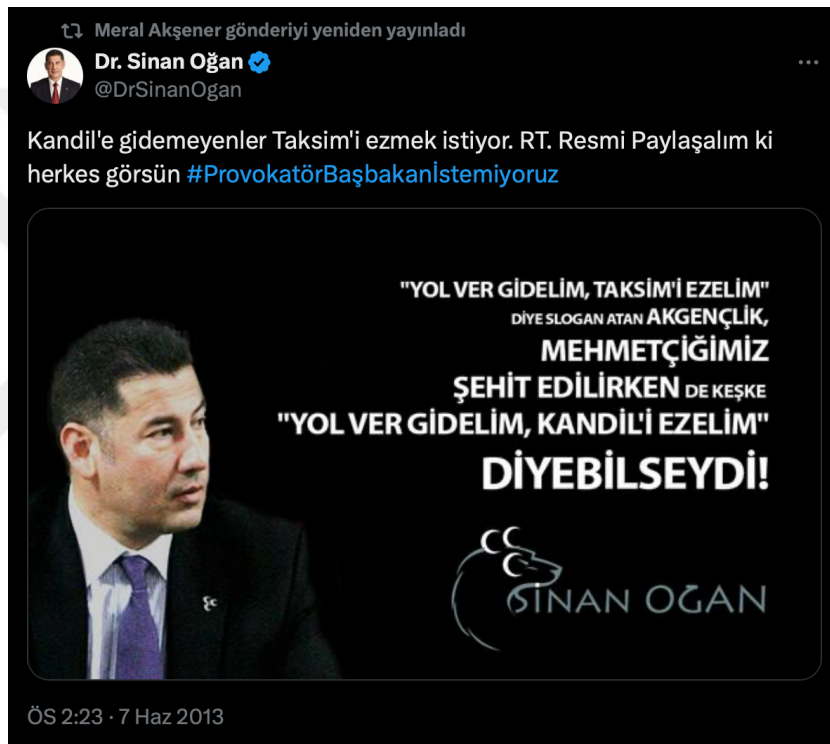 Meral Akşener gönderiyi yeniden yayınladı
Dr. Sinan Oğan
@DrSinanOgan
Kandil'e gidemeyenler Taksim'i ezmek istiyor. RT. Resmi Paylaşalım ki
herkes görsün #ProvokatörBaşbakanİstemiyoruz
"YOL VER GİDELİM, TAKSİM'İ EZELİM"
DİYE SLOGAN ATAN AKGENÇLİK,
MEHMETÇİĞİMİZ
ŞEHİT EDİLİRKEN DE KEŞKE
"YOL VER GİDELİM, KANDİL'İ EZELİM"
DİYEBİLSEYDİ!
SİNAN OĞAN
ÖS 2:23 · 7 Haz 2013